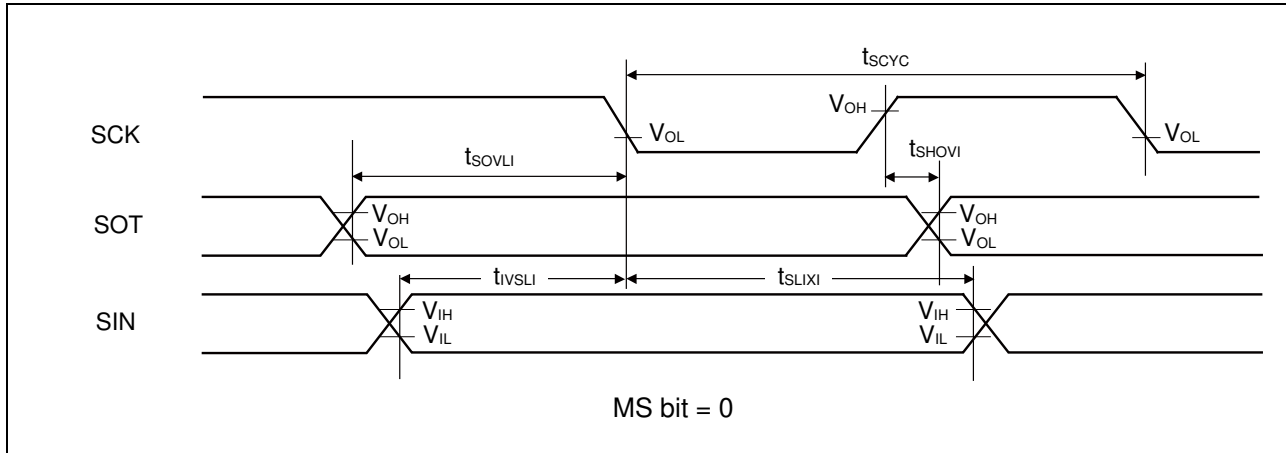 tSCYC
VOH
SCK
VOL
VOL
tSHOVI
tSOVLI
VOH
VOH
SOT
VOL
VOL
tIVSLI
tSLIXI
VIH
VIH
SIN
VIL
VIL
MS bit = 0